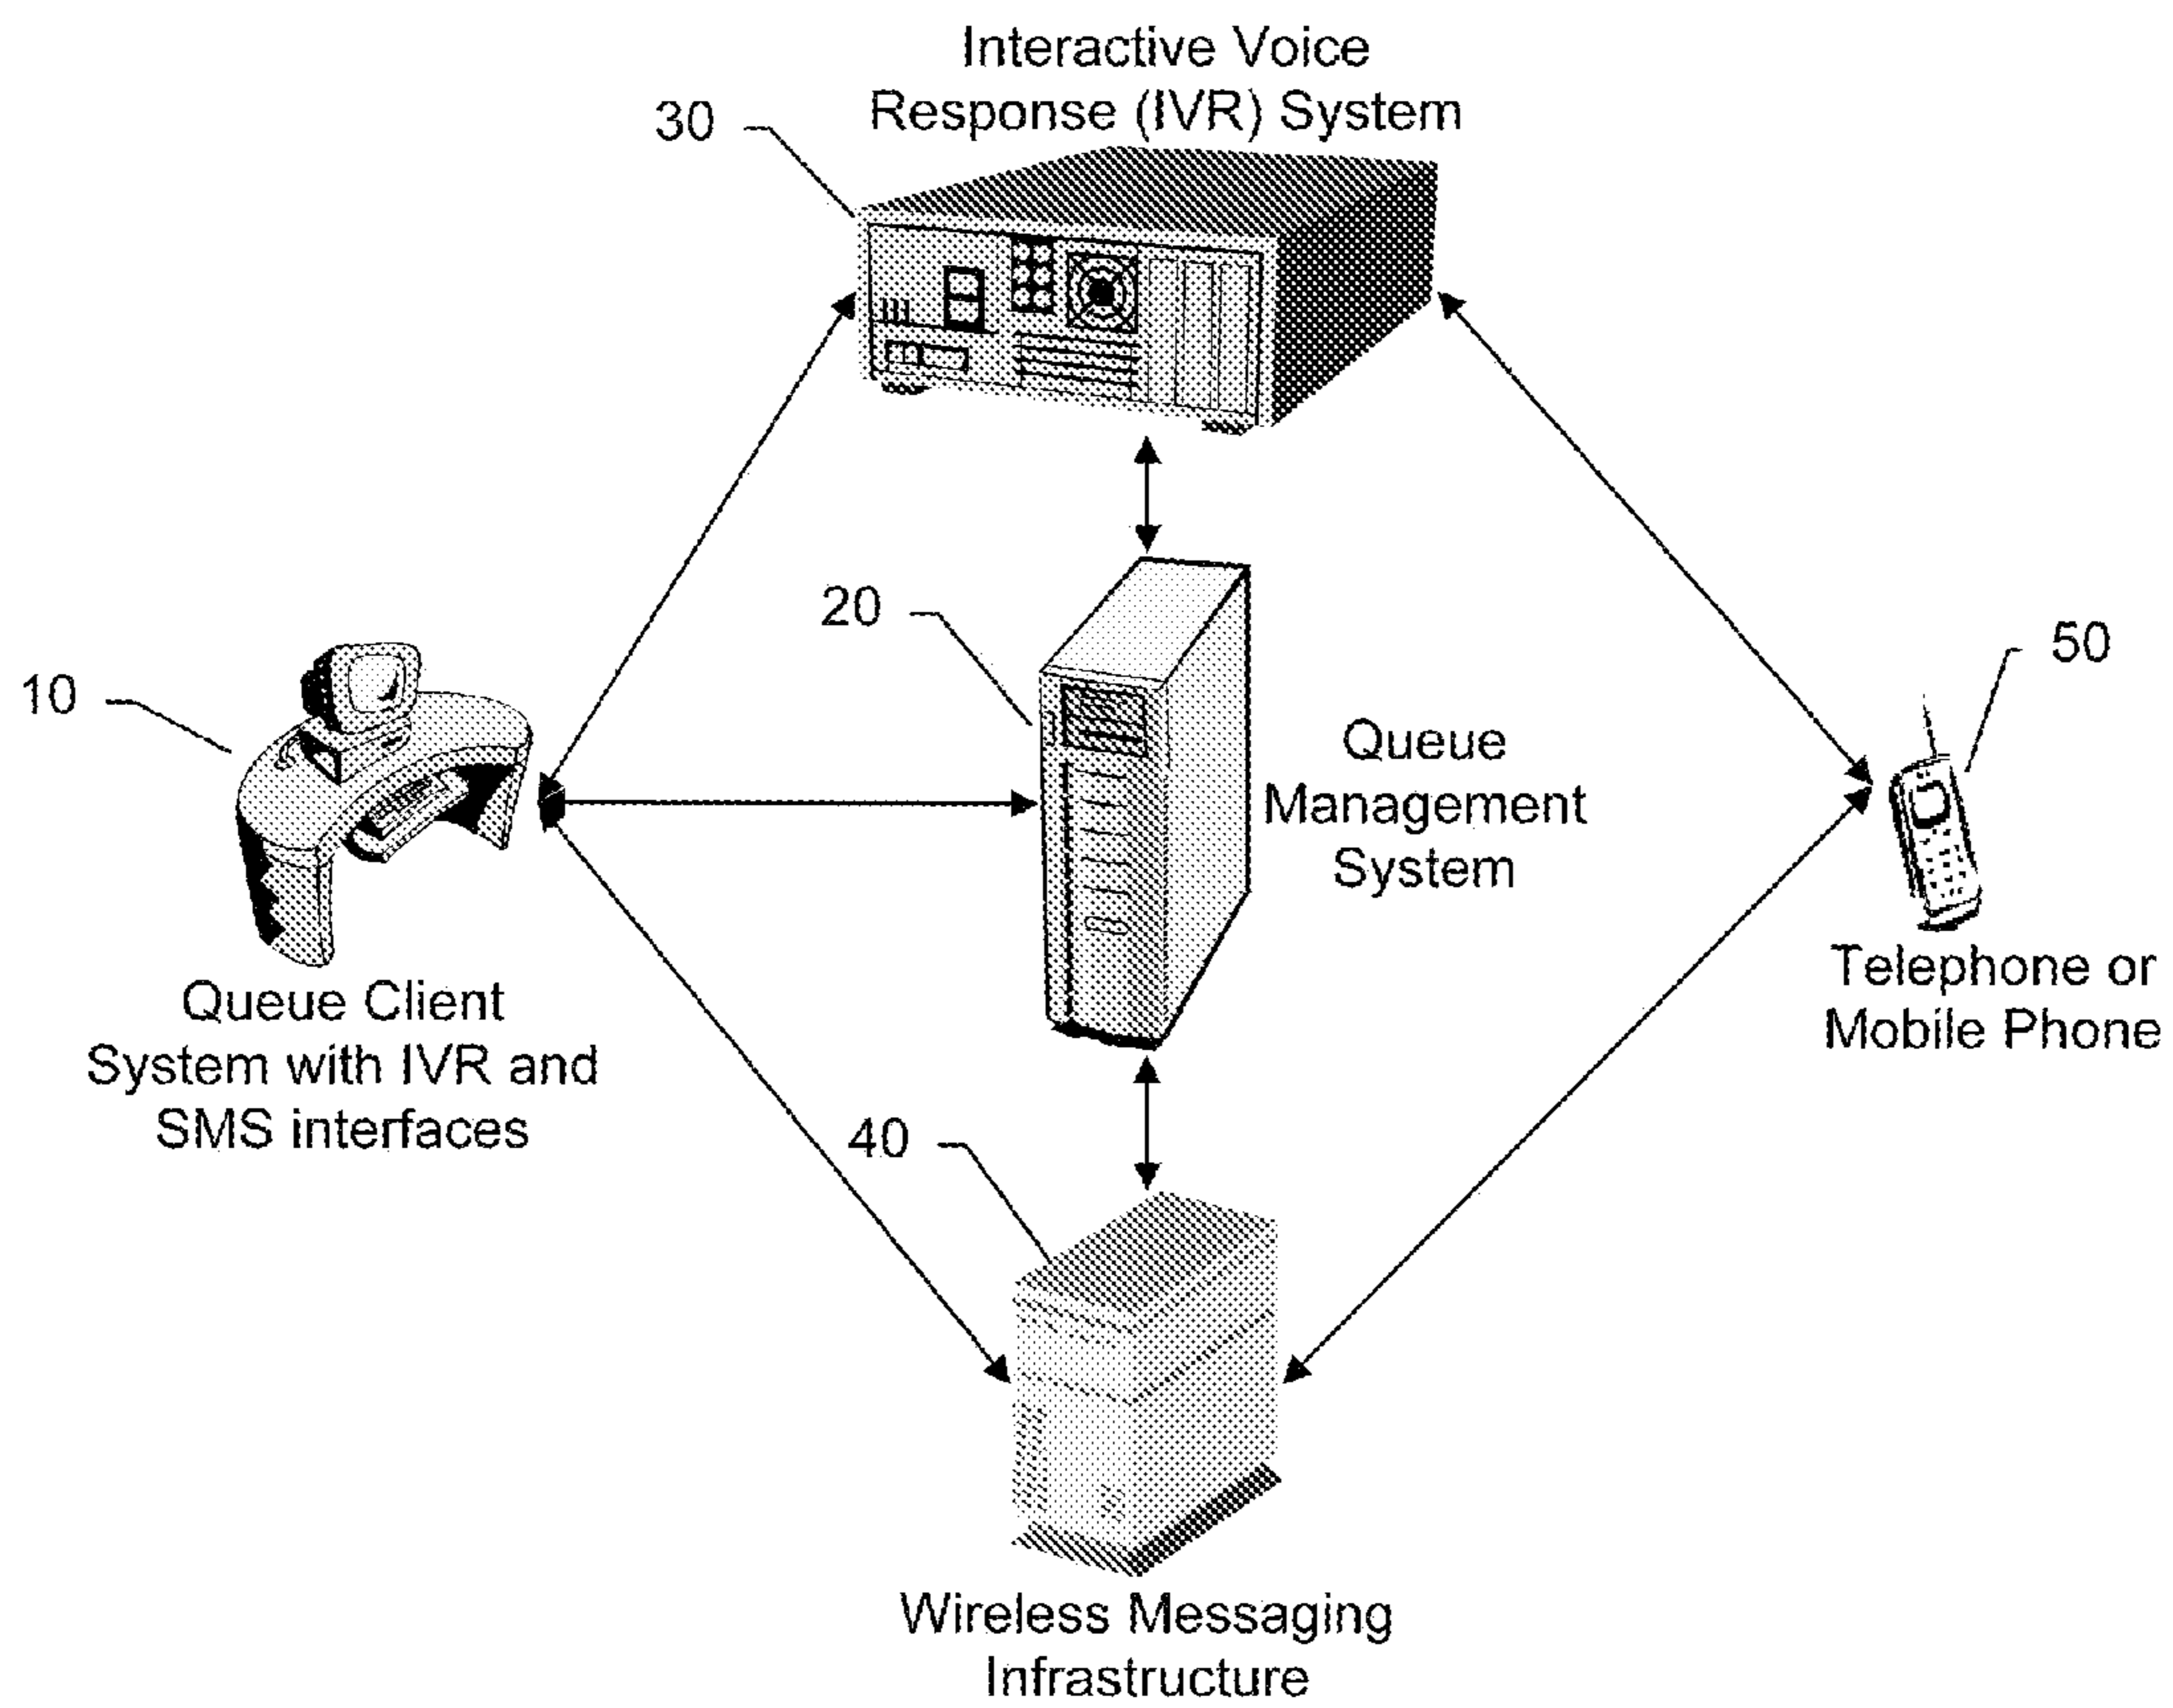 Interactive Voice
Response (IVR) System
30
20
50
10
Queue
Management
System
Telephone or
Mobile Phone
Queue Client
System with IVR and
SMS interfaces
40
Wireless Messaging
Infrastructure